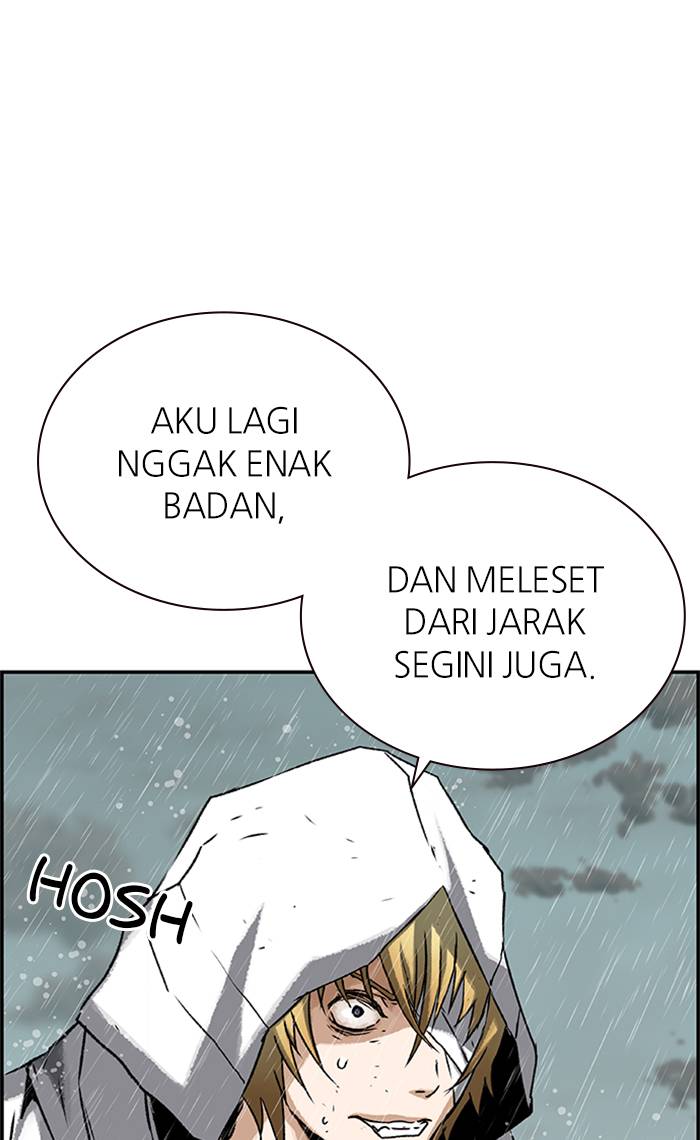 AKU LAGI
NGGAK ENAK
BADAN,
DAN MELESET
DARI JARAK
SEGINI JUGA.
HOSH